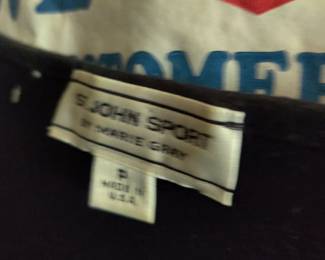 ST. JOHN SPORT
BY MARIE GRAY
P
MADE IN
U.S.A.